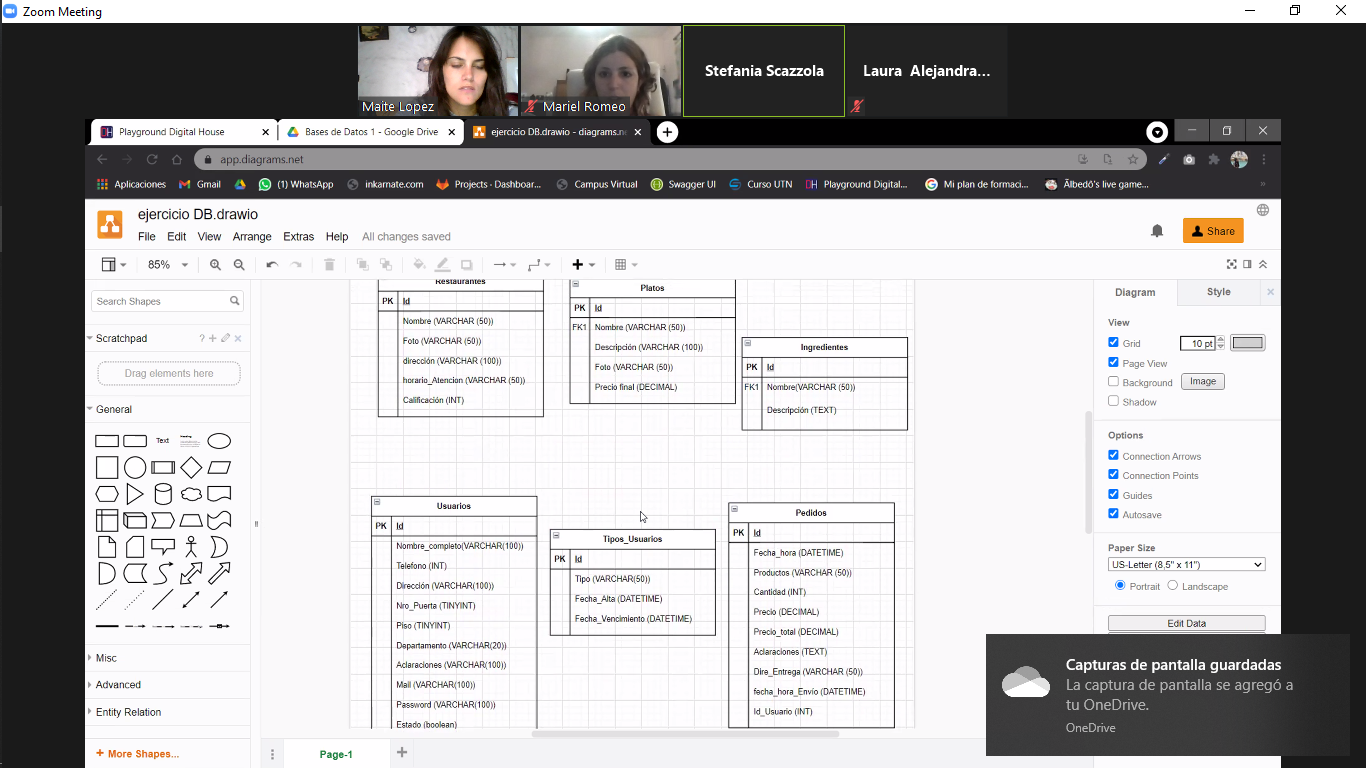 Zoom Meeting
Maite Lopez
Mariel Romeo
Stefania Scazzola
Laura Alejandra...
Playground Digital House
Bases de Datos 1 - Google Drive
ejercicio DB.drawio - diagrams.ne
app.diagrams.net
Aplicaciones
Gmail
(1) WhatsApp
inkarnate.com
Projects · Dashboar...
Campus Virtual
Swagger UI
Curso UTN
Playground Digital...
Mi plan de formaci...
Ãlbedô's live game...
ejercicio DB.drawio
File Edit View Arrange Extras Help All changes saved
Share
85%
Search Shapes
Scratchpad
Drag elements here
General
Text
Misc
Advanced
Entity Relation
+ More Shapes...
Restaurantes
PK Id
Nombre (VARCHAR (50))
Foto (VARCHAR (50))
dirección (VARCHAR (100))
horario_Atencion (VARCHAR (50))
Calificación (INT)
Platos
PK Id
FK1 Nombre (VARCHAR (50))
Descripción (VARCHAR (100))
Foto (VARCHAR (50))
Precio final (DECIMAL)
Ingredientes
PK Id
FK1 Nombre(VARCHAR (50))
Descripción (TEXT)
Usuarios
PK Id
Nombre_completo(VARCHAR(100))
Telefono (INT)
Dirección (VARCHAR(100))
Nro_Puerta (TINYINT)
Piso (TINYINT)
Departamento (VARCHAR(20))
Aclaraciones (VARCHAR(100))
Mail (VARCHAR(100))
Password (VARCHAR(100))
Estado (boolean)
Tipos_Usuarios
PK Id
Tipo (VARCHAR(50))
Fecha_Alta (DATETIME)
Fecha_Vencimiento (DATETIME)
Pedidos
PK Id
Fecha_hora (DATETIME)
Productos (VARCHAR (50))
Cantidad (INT)
Precio (DECIMAL)
Precio_total (DECIMAL)
Aclaraciones (TEXT)
Dire_Entrega (VARCHAR (50))
fecha_hora_Envío (DATETIME)
Id_Usuario (INT)
Page-1
Diagram
Style
View
Grid
10 pt
Page View
Background
Image
Shadow
Options
Connection Arrows
Connection Points
Guides
Autosave
Paper Size
US-Letter (8,5" x 11")
Portrait
Landscape
Edit Data
Capturas de pantalla guardadas
La captura de pantalla se agregó a
tu OneDrive.
OneDrive